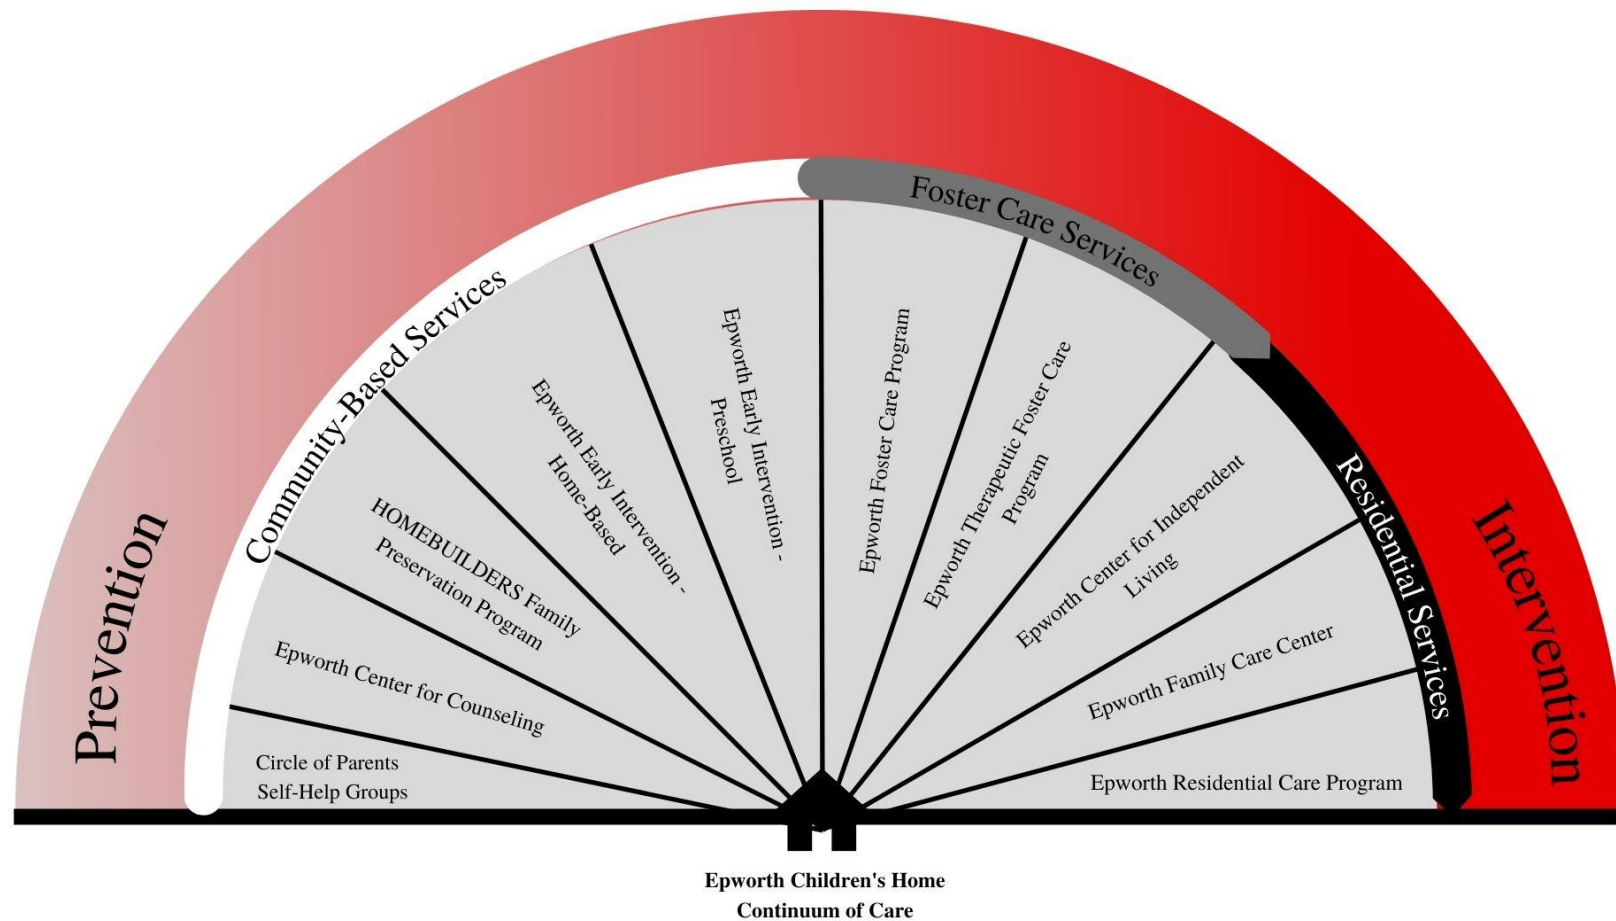 Prevention
Intervention
Community-Based Services
Foster Care Services
Residential Services
Circle of Parents
Self-Help Groups
Epworth Center for Counseling
HOMEBUILDERS Family
Preservation Program
Epworth Early Intervention -
Home-Based
Epworth Early Intervention -
Preschool
Epworth Foster Care Program
Epworth Therapeutic Foster Care
Program
Epworth Center for Independent
Living
Epworth Family Care Center
Epworth Residential Care Program
Epworth Children's Home
Continuum of Care